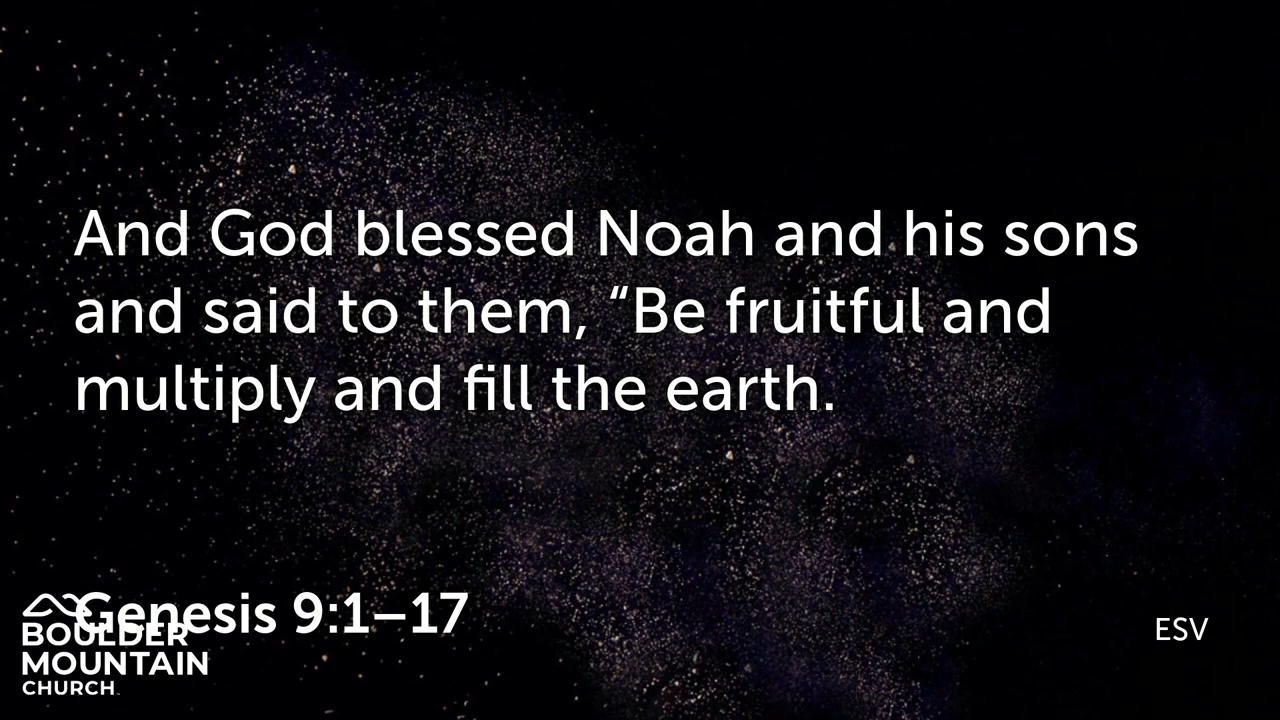 And God blessed Noah and his sons
and said to them, “Be fruitful and
multiply and fill the earth.
Genesis 9:1–17
ESV
BOULDER
MOUNTAIN
CHURCH